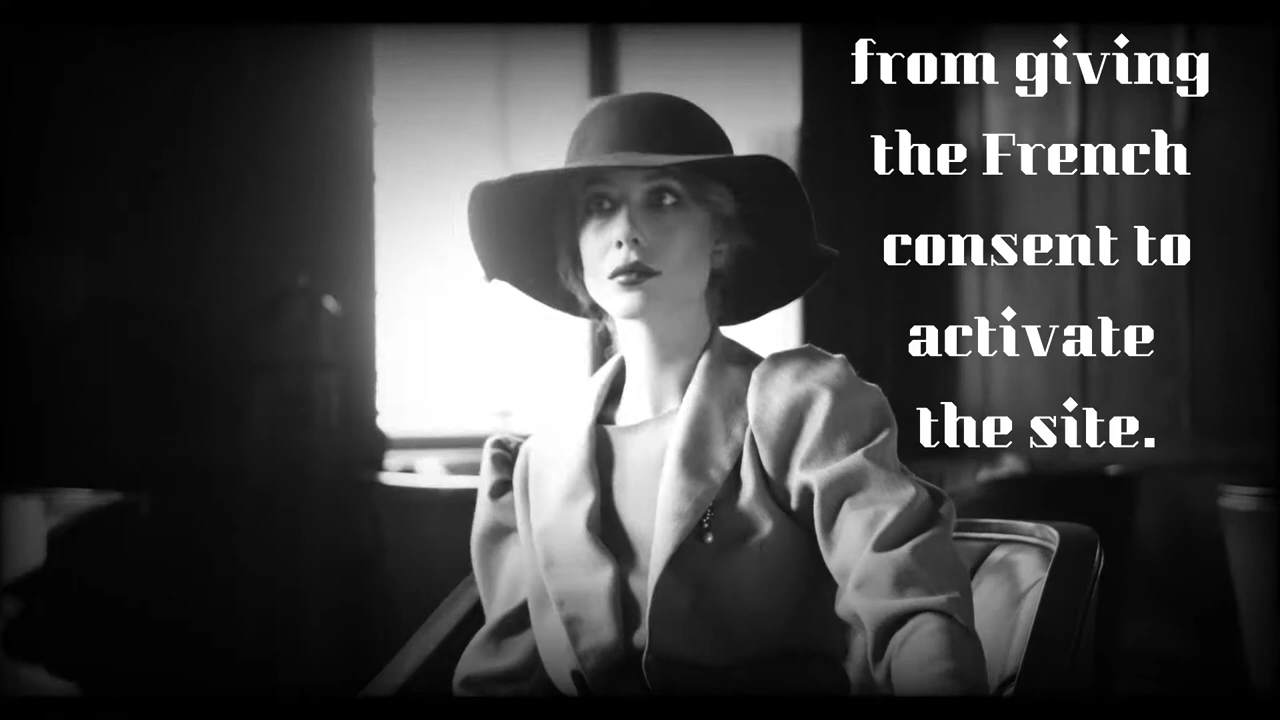 from giving
the French
consent to
activate
the site.